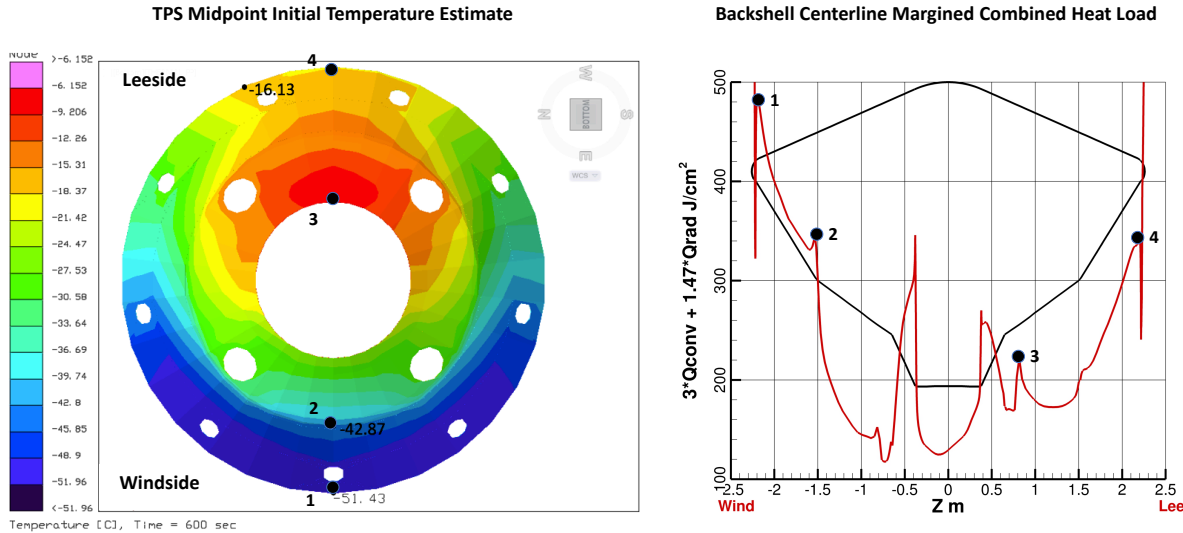 TPS Midpoint Initial Temperature Estimate
Backshell Centerline Margined Combined Heat Load
Node
>-6.152
-6.152
-9.206
-12.26
-15.31
-18.37
-21.42
-24.47
-27.53
-30.58
-33.64
-36.69
-39.74
-42.8
-45.85
-48.9
-51.96
<-51.96
Temperature [C], Time = 600 sec
Leeside
4
-16.13
3
2
-42.87
Windside
1
-51.43
W
N
BOTTOM
S
E
WCS
3*Qconv + 1.47*Qrad J/cm2
500
400
300
200
100
1
2
3
4
-2.5
-2
-1.5
-1
-0.5
0
0.5
1
1.5
2
2.5
Wind
Z m
Lee